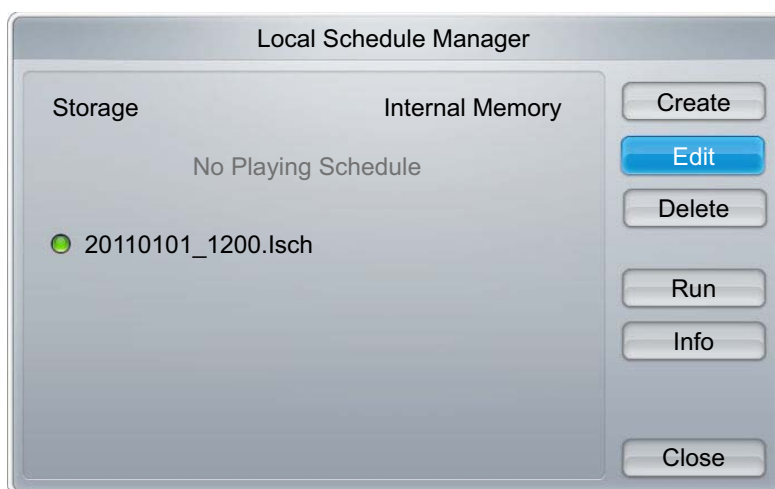 Local Schedule Manager
Storage Internal Memory
No Playing Schedule
20110101_1200.lsch
Create
Edit
Delete
Run
Info
Close